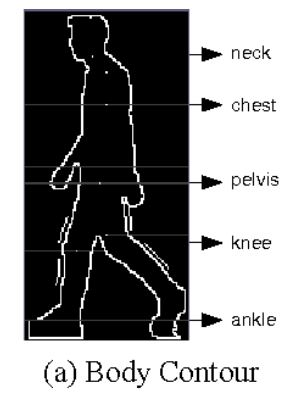 neck
chest
pelvis
knee
ankle
(a) Body Contour